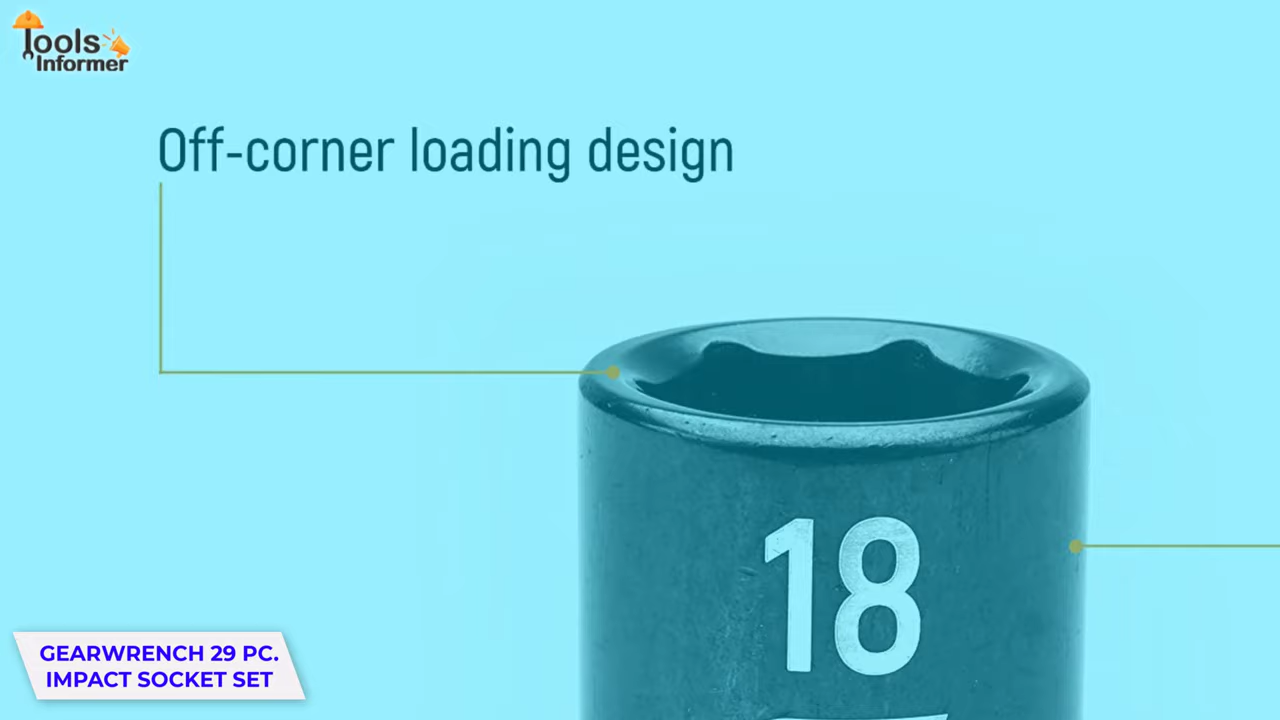 Tools
Informer
Off-corner loading design
18
GEARWRENCH 29 PC.
IMPACT SOCKET SET